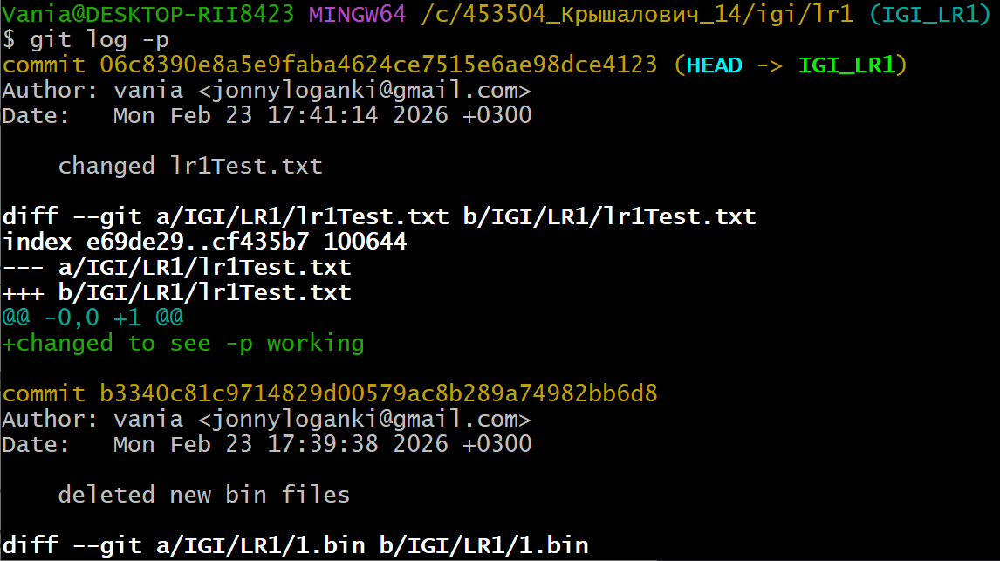 Vania@DESKTOP-RII8423 MINGW64 /c/453504_Крышалович_14/igi/lr1 (IGI_LR1)
$ git log -p
commit 06c8390e8a5e9faba4624ce7515e6ae98dce4123 (HEAD -> IGI_LR1)
Author: vania <jonnyloganki@gmail.com>
Date:   Mon Feb 23 17:41:14 2026 +0300

    changed lr1Test.txt

diff --git a/IGI/LR1/lr1Test.txt b/IGI/LR1/lr1Test.txt
index e69de29..cf435b7 100644
--- a/IGI/LR1/lr1Test.txt
+++ b/IGI/LR1/lr1Test.txt
@@ -0,0 +1 @@
+changed to see -p working

commit b3340c81c9714829d00579ac8b289a74982bb6d8
Author: vania <jonnyloganki@gmail.com>
Date:   Mon Feb 23 17:39:38 2026 +0300

    deleted new bin files

diff --git a/IGI/LR1/1.bin b/IGI/LR1/1.bin